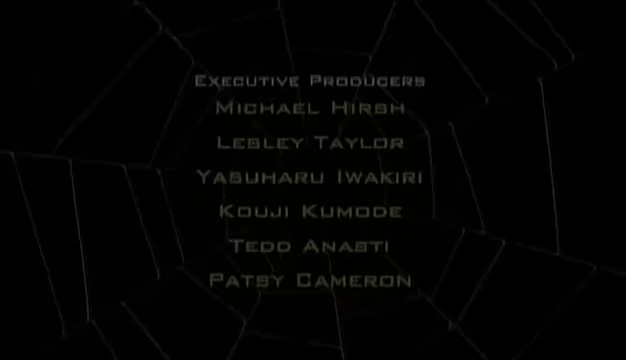 Executive Producers
Michael Hirsh
Lesley Taylor
Yasuharu Iwakiri
Kouji Kumode
Tedd Anasti
Patsy Cameron